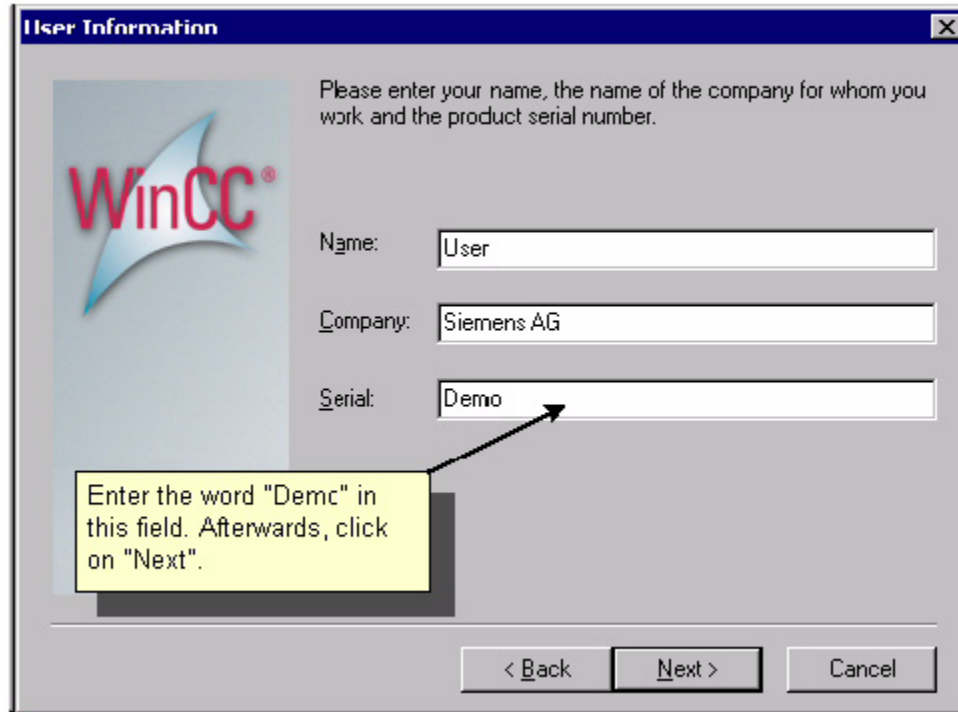 User Information
Please enter your name, the name of the company for whom you
work and the product serial number.
WinCC®
Name:
User
Company:
Siemens AG
Serial:
Demo
Enter the word "Demo" in
this field. Afterwards, click
on "Next".
< Back
Next >
Cancel